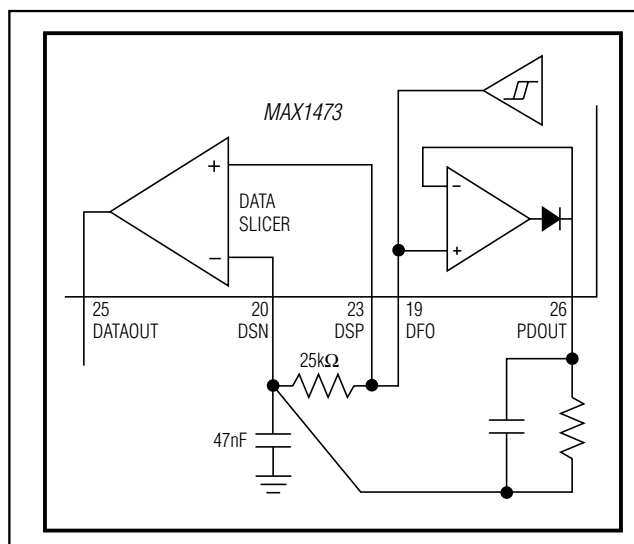 MAX1473
+
−
DATA
SLICER
−
+
25
DATAOUT
20
DSN
23
DSP
19
DFO
26
PDOUT
25kΩ
47nF